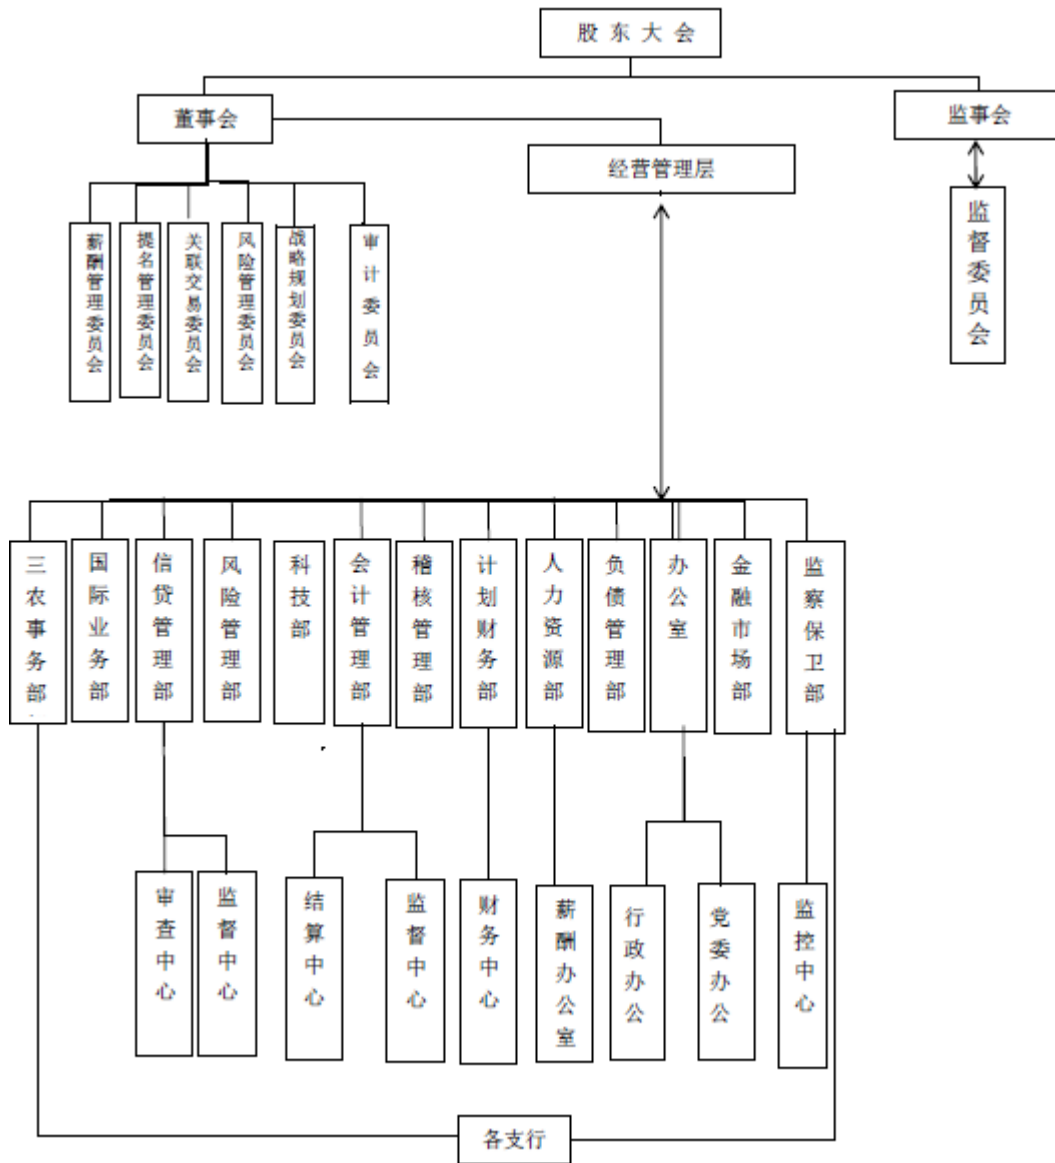 股东大会
董事会
监事会
经营管理层
薪酬管理委员会
提名管理委员会
关联交易委员会
风险管理委员会
战略规划委员会
审计委员会
监督委员会
三农事务部
国际业务部
信贷管理部
风险管理部
科技部
会计管理部
稽核管理部
计划财务部
人力资源部
负债管理部
办公室
金融市场部
监察保卫部
审查中心
监督中心
结算中心
监督中心
财务中心
薪酬办公室
行政办公
党委办公
监控中心
各支行